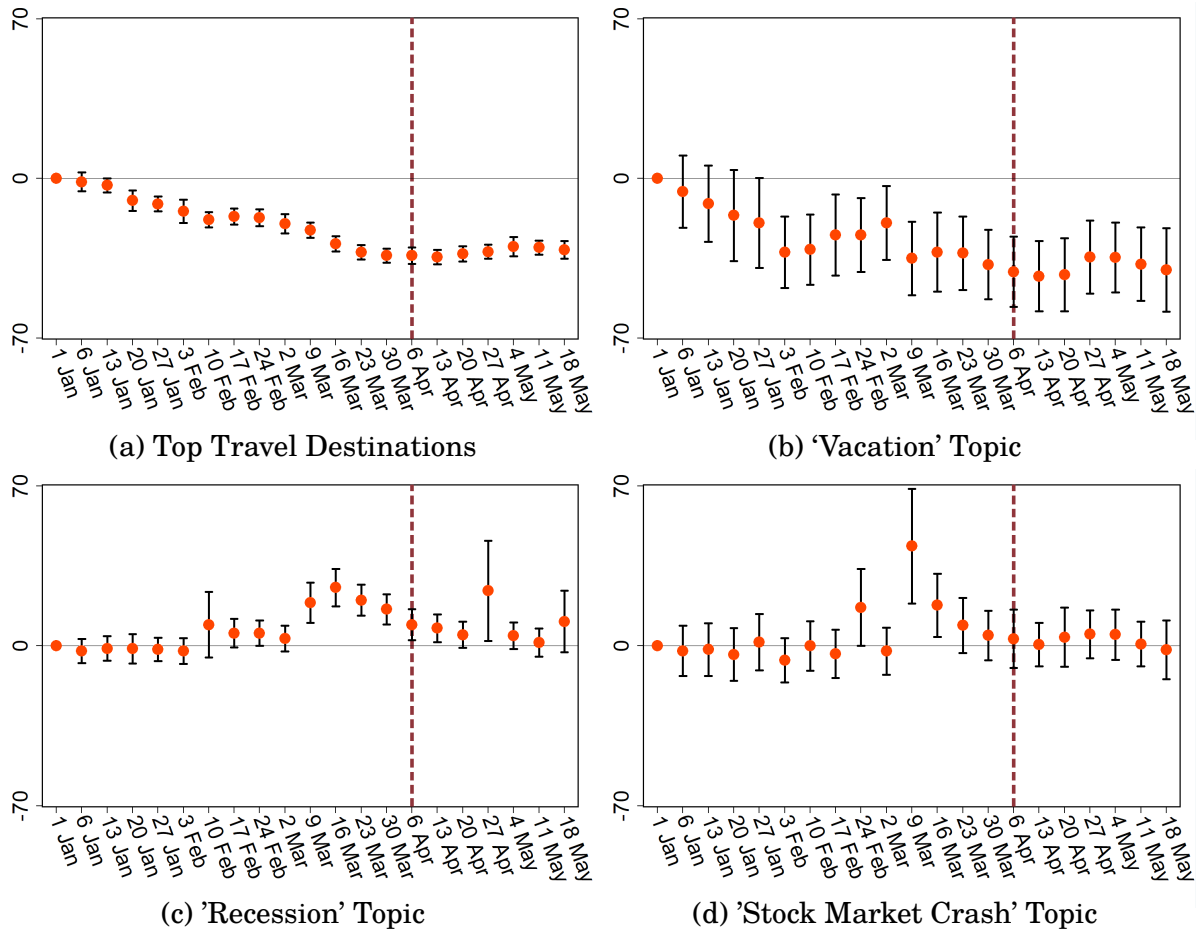 70
0
-70
1 Jan
6 Jan
13 Jan
20 Jan
27 Jan
3 Feb
10 Feb
17 Feb
24 Feb
2 Mar
9 Mar
16 Mar
23 Mar
30 Mar
6 Apr
13 Apr
20 Apr
27 Apr
4 May
11 May
18 May
(a) Top Travel Destinations
70
0
-70
1 Jan
6 Jan
13 Jan
20 Jan
27 Jan
3 Feb
10 Feb
17 Feb
24 Feb
2 Mar
9 Mar
16 Mar
23 Mar
30 Mar
6 Apr
13 Apr
20 Apr
27 Apr
4 May
11 May
18 May
(b) ‘Vacation’ Topic
70
0
-70
1 Jan
6 Jan
13 Jan
20 Jan
27 Jan
3 Feb
10 Feb
17 Feb
24 Feb
2 Mar
9 Mar
16 Mar
23 Mar
30 Mar
6 Apr
13 Apr
20 Apr
27 Apr
4 May
11 May
18 May
(c) ’Recession’ Topic
70
0
-70
1 Jan
6 Jan
13 Jan
20 Jan
27 Jan
3 Feb
10 Feb
17 Feb
24 Feb
2 Mar
9 Mar
16 Mar
23 Mar
30 Mar
6 Apr
13 Apr
20 Apr
27 Apr
4 May
11 May
18 May
(d) ’Stock Market Crash’ Topic